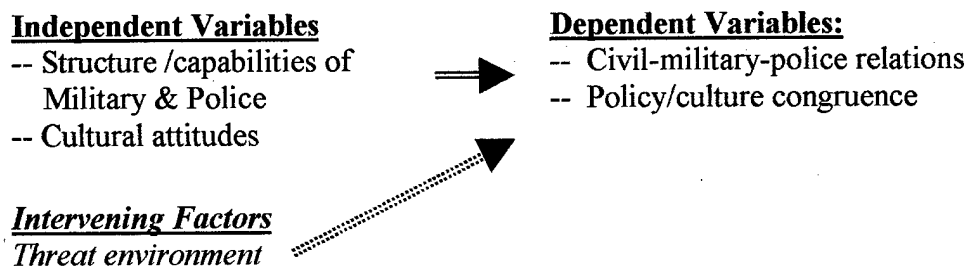 Independent Variables
-- Structure /capabilities of
Military & Police
-- Cultural attitudes
Dependent Variables:
-- Civil-military-police relations
-- Policy/culture congruence
Intervening Factors
Threat environment